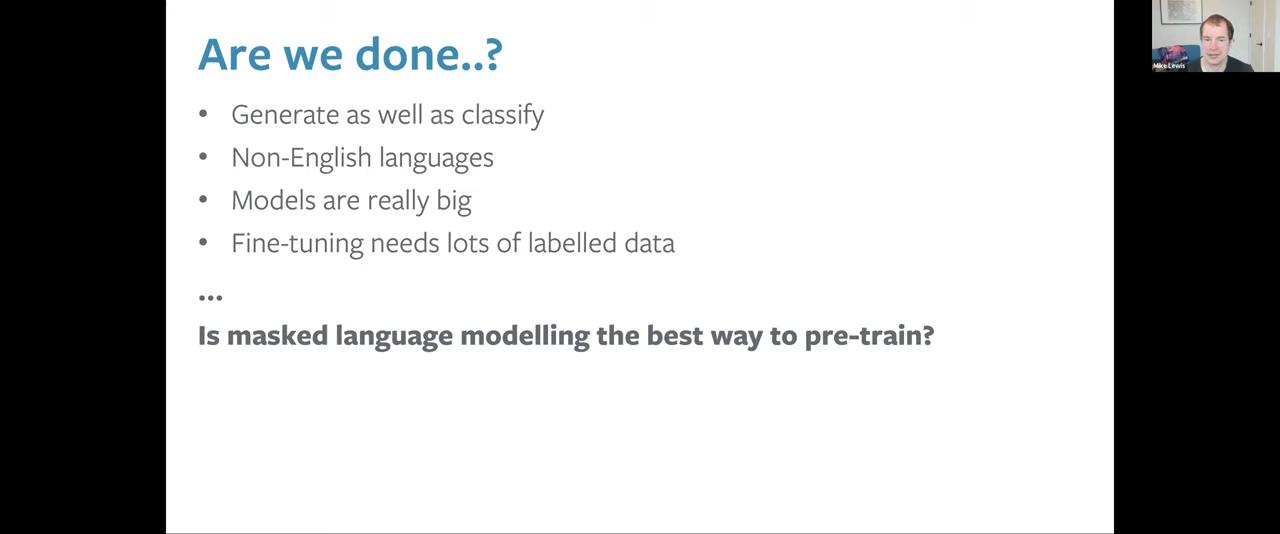 Are we done..?
• Generate as well as classify
• Non-English languages
• Models are really big
• Fine-tuning needs lots of labelled data
...
Is masked language modelling the best way to pre-train?
Mike Lewis